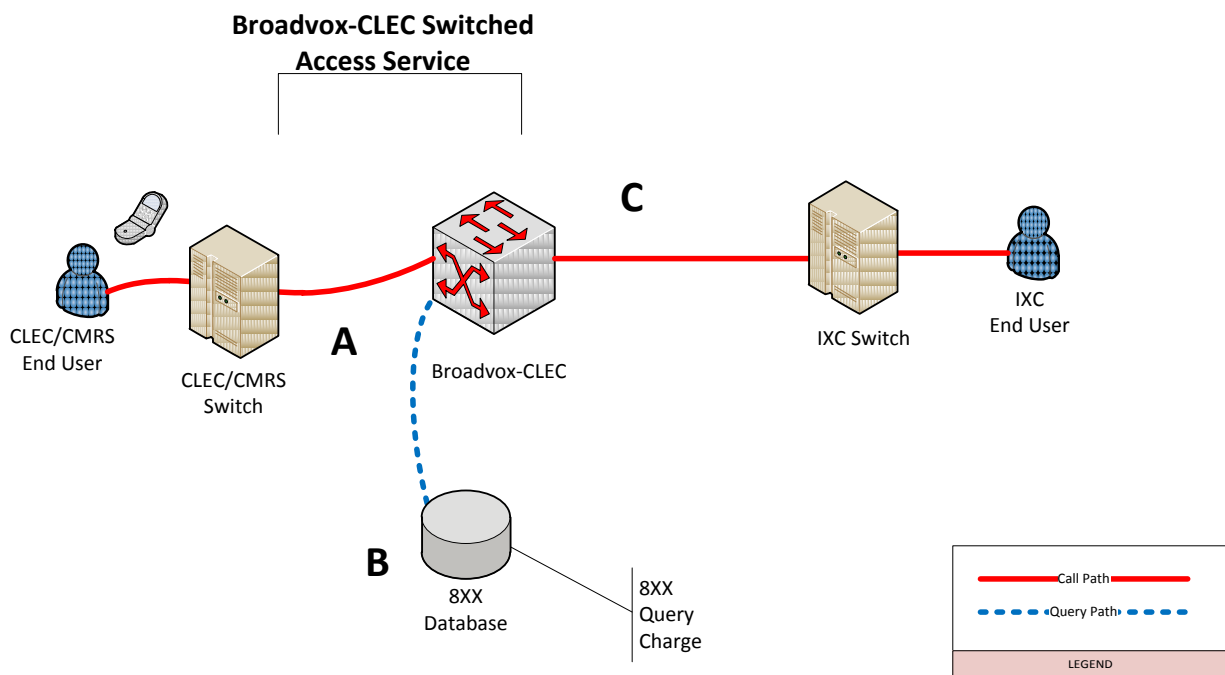 Broadvox-CLEC Switched
Access Service
C
CLEC/CMRS
End User
CLEC/CMRS
Switch
A
Broadvox-CLEC
IXC Switch
IXC
End User
B
8XX
Database
8XX
Query
Charge
Call Path
Query Path
LEGEND